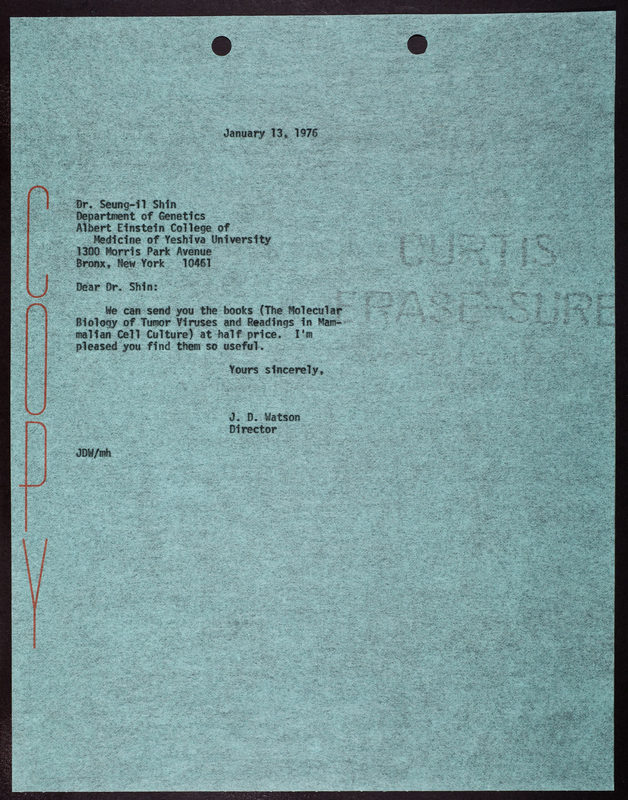 January 13, 1976
Dr. Seung-il Shin
Department of Genetics
Albert Einstein College of
Medicine of Yeshiva University
1300 Morris Park Avenue
Bronx, New York 10461
Dear Dr. Shin:
We can send you the books (The Molecular
Biology of Tumor Viruses and Readings in Mam-
malian Cell Culture) at half price. I'm
pleased you find them so useful.
Yours sincerely,
J. D. Watson
Director
JDW/mh
COPY
CURTIS
ERASE-SURE